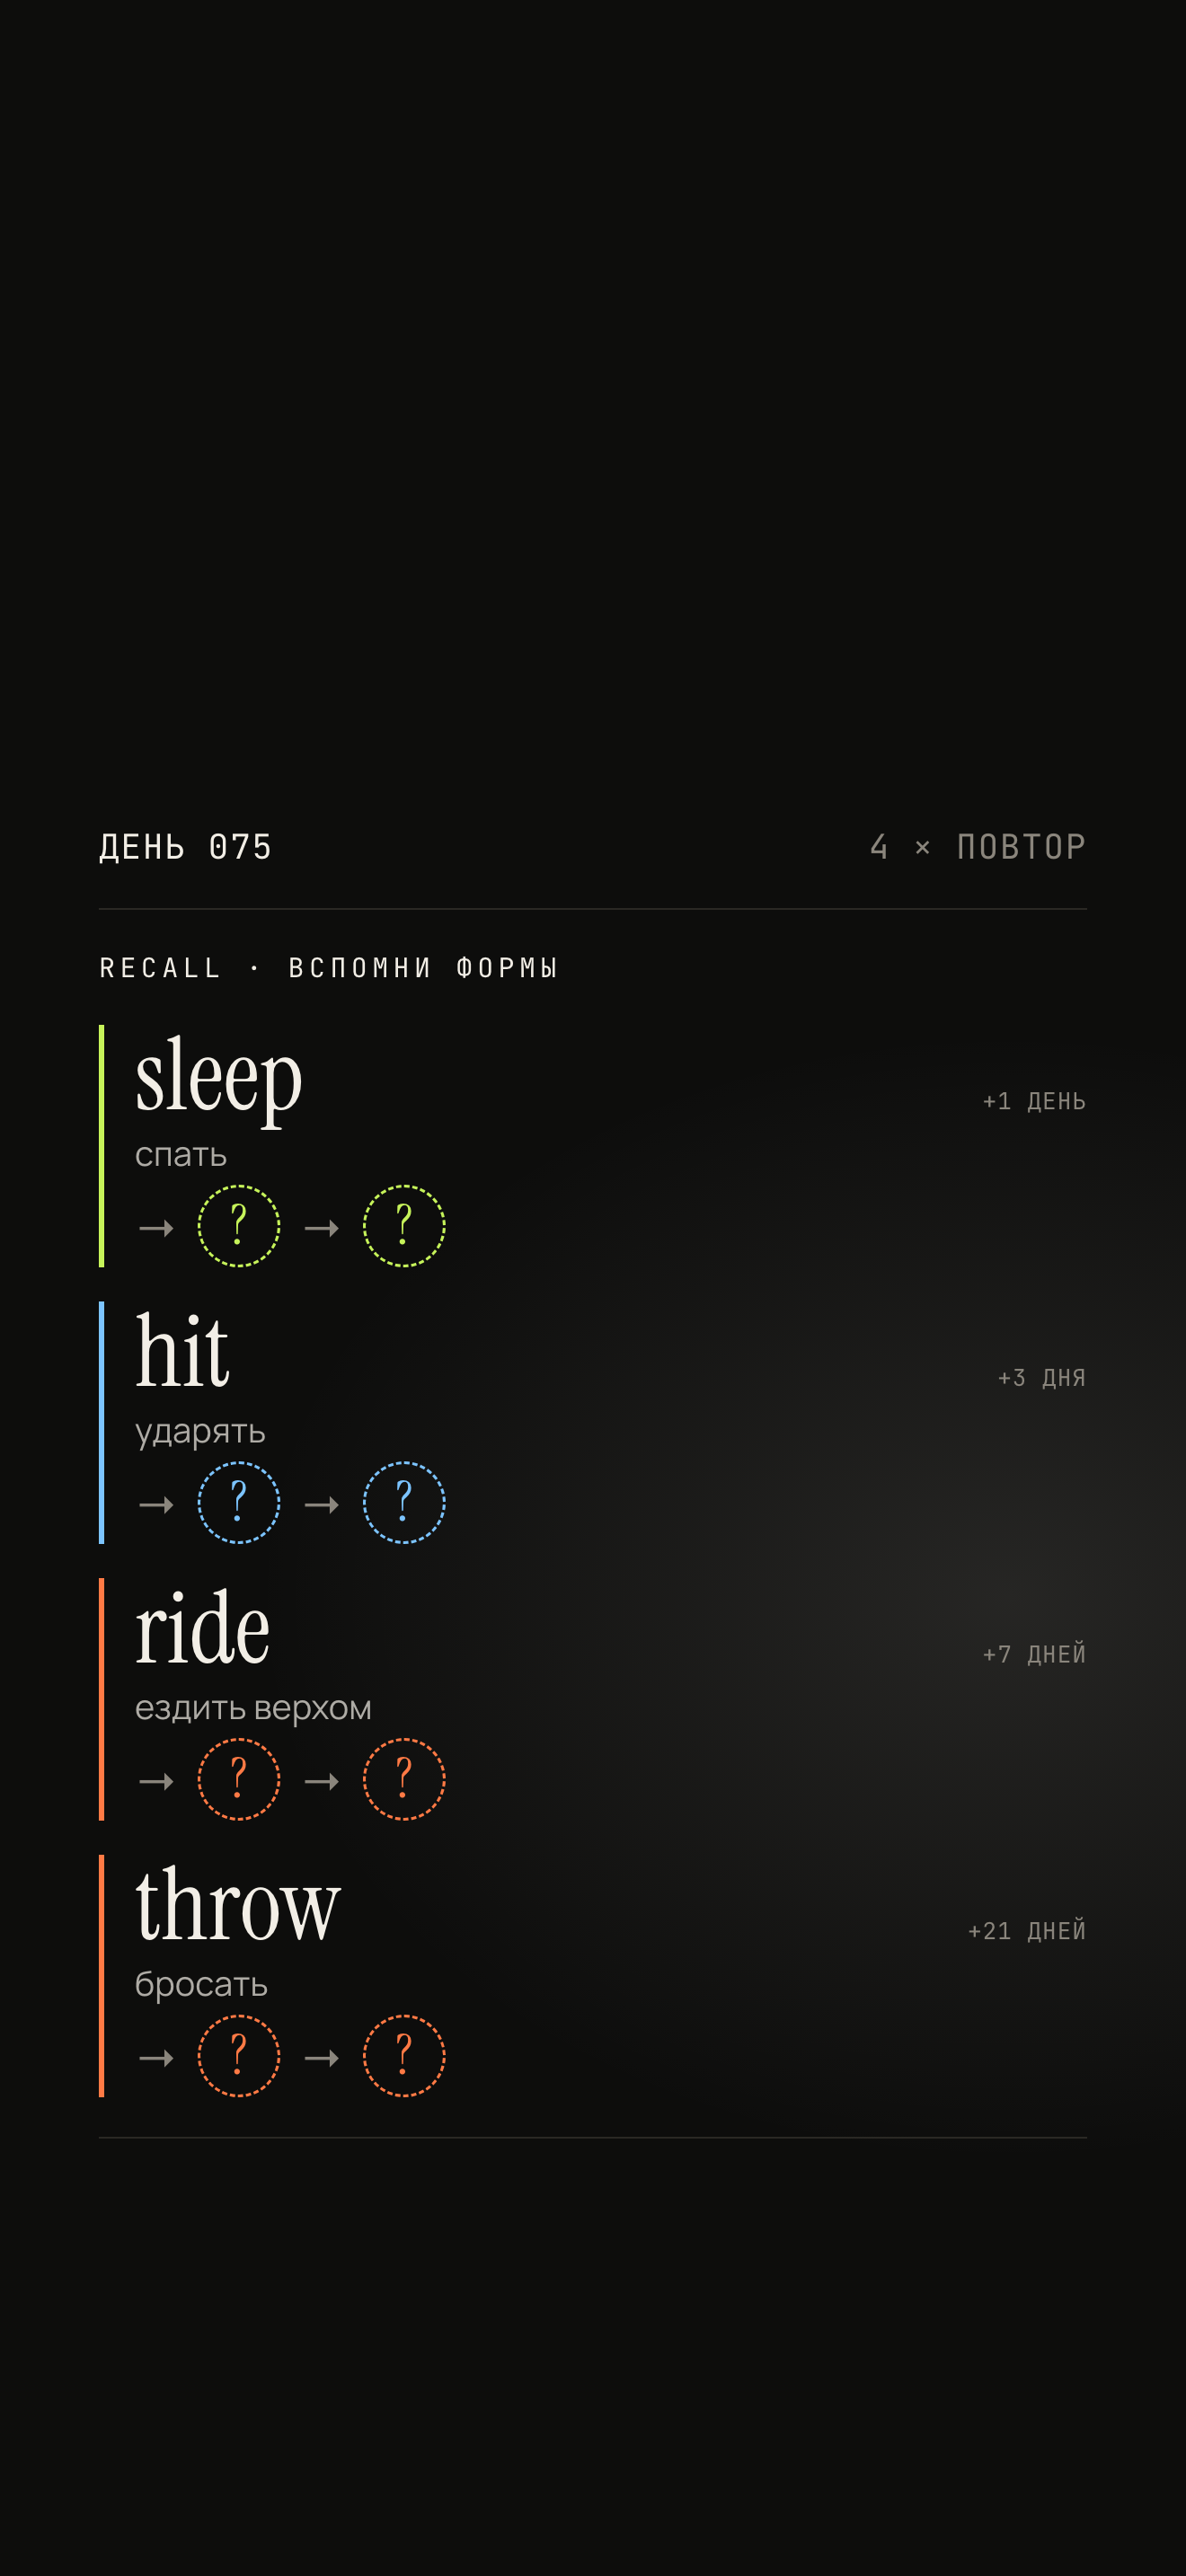 ДЕНЬ 075
4 × ПОВТОР
RECALL · ВСПОМНИ ФОРМЫ
sleep
+1 ДЕНЬ
спать
→ ? → ?
hit
+3 ДНЯ
ударять
→ ? → ?
ride
+7 ДНЕЙ
ездить верхом
→ ? → ?
throw
+21 ДНЕЙ
бросать
→ ? → ?